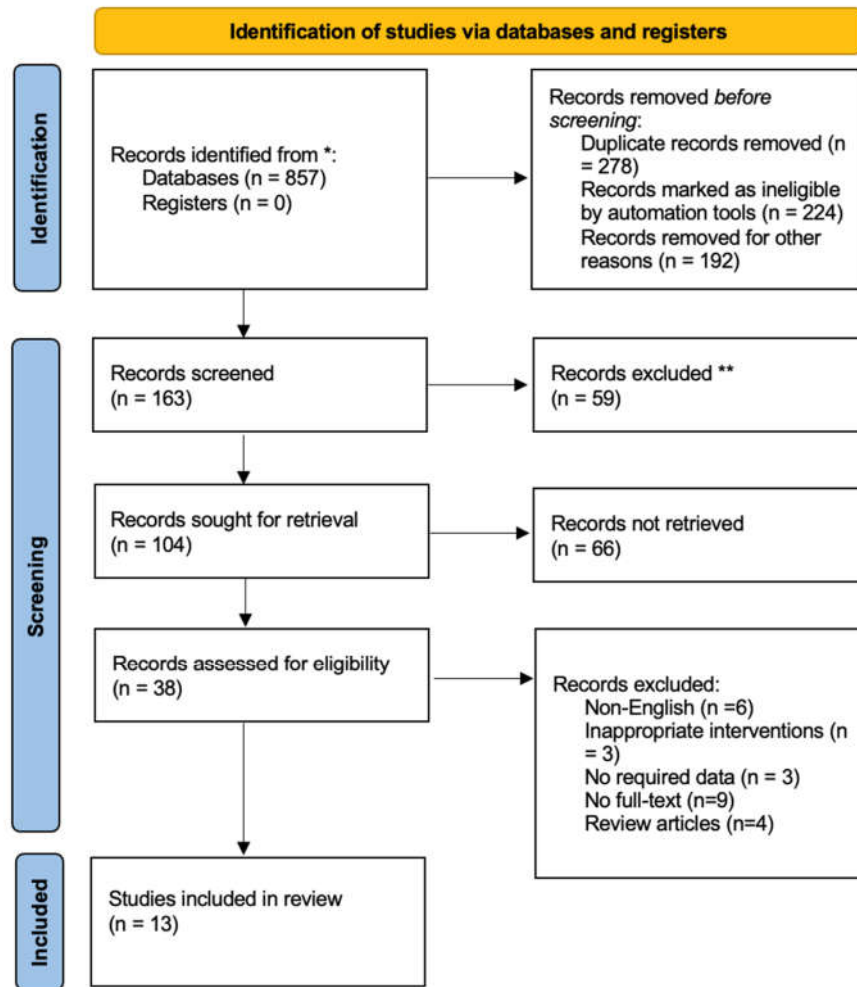 Identification of studies via databases and registers
Identification
Records identified from *:
Databases (n = 857)
Registers (n = 0)
Records removed before
screening:
Duplicate records removed (n
= 278)
Records marked as ineligible
by automation tools (n = 224)
Records removed for other
reasons (n = 192)
Screening
Records screened
(n = 163)
Records excluded **
(n = 59)
Records sought for retrieval
(n = 104)
Records not retrieved
(n = 66)
Records assessed for eligibility
(n = 38)
Records excluded:
Non-English (n =6)
Inappropriate interventions (n
= 3)
No required data (n = 3)
No full-text (n=9)
Review articles (n=4)
Included
Studies included in review
(n = 13)